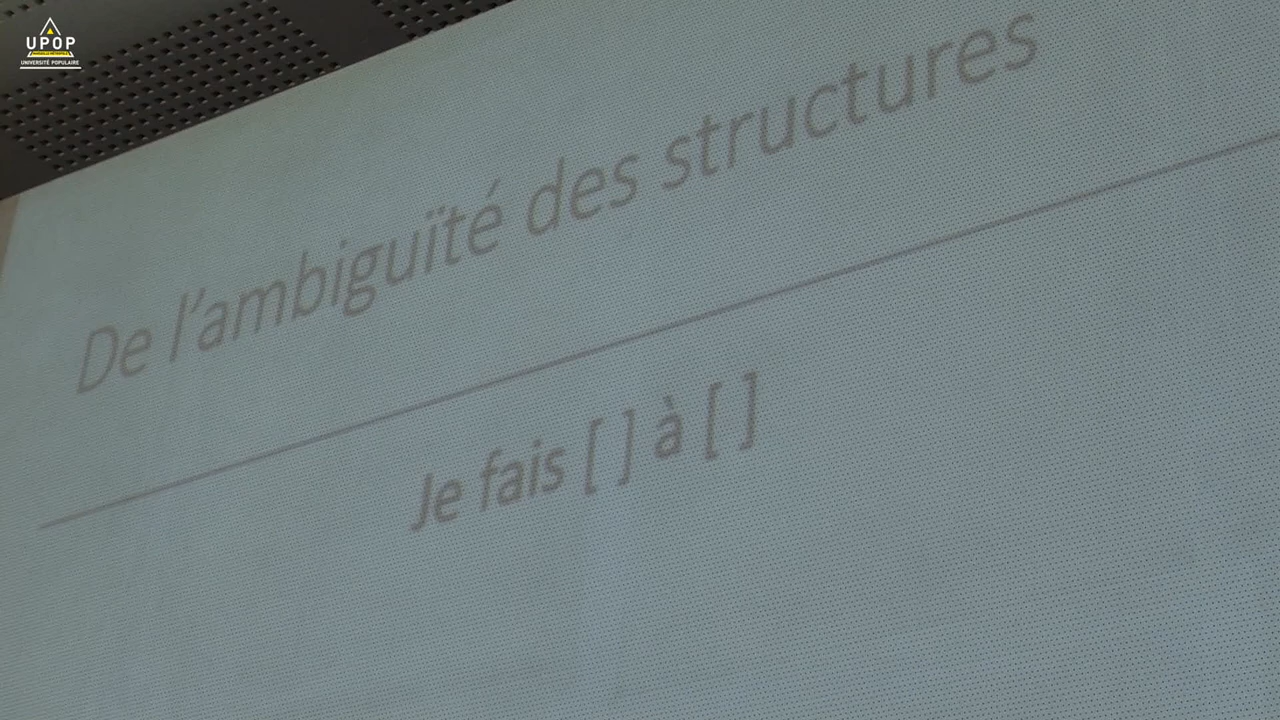 UPOP
UNIVERSITÉ POPULAIRE
De l'ambiguïté des structures
Je fais [ ] à [ ]